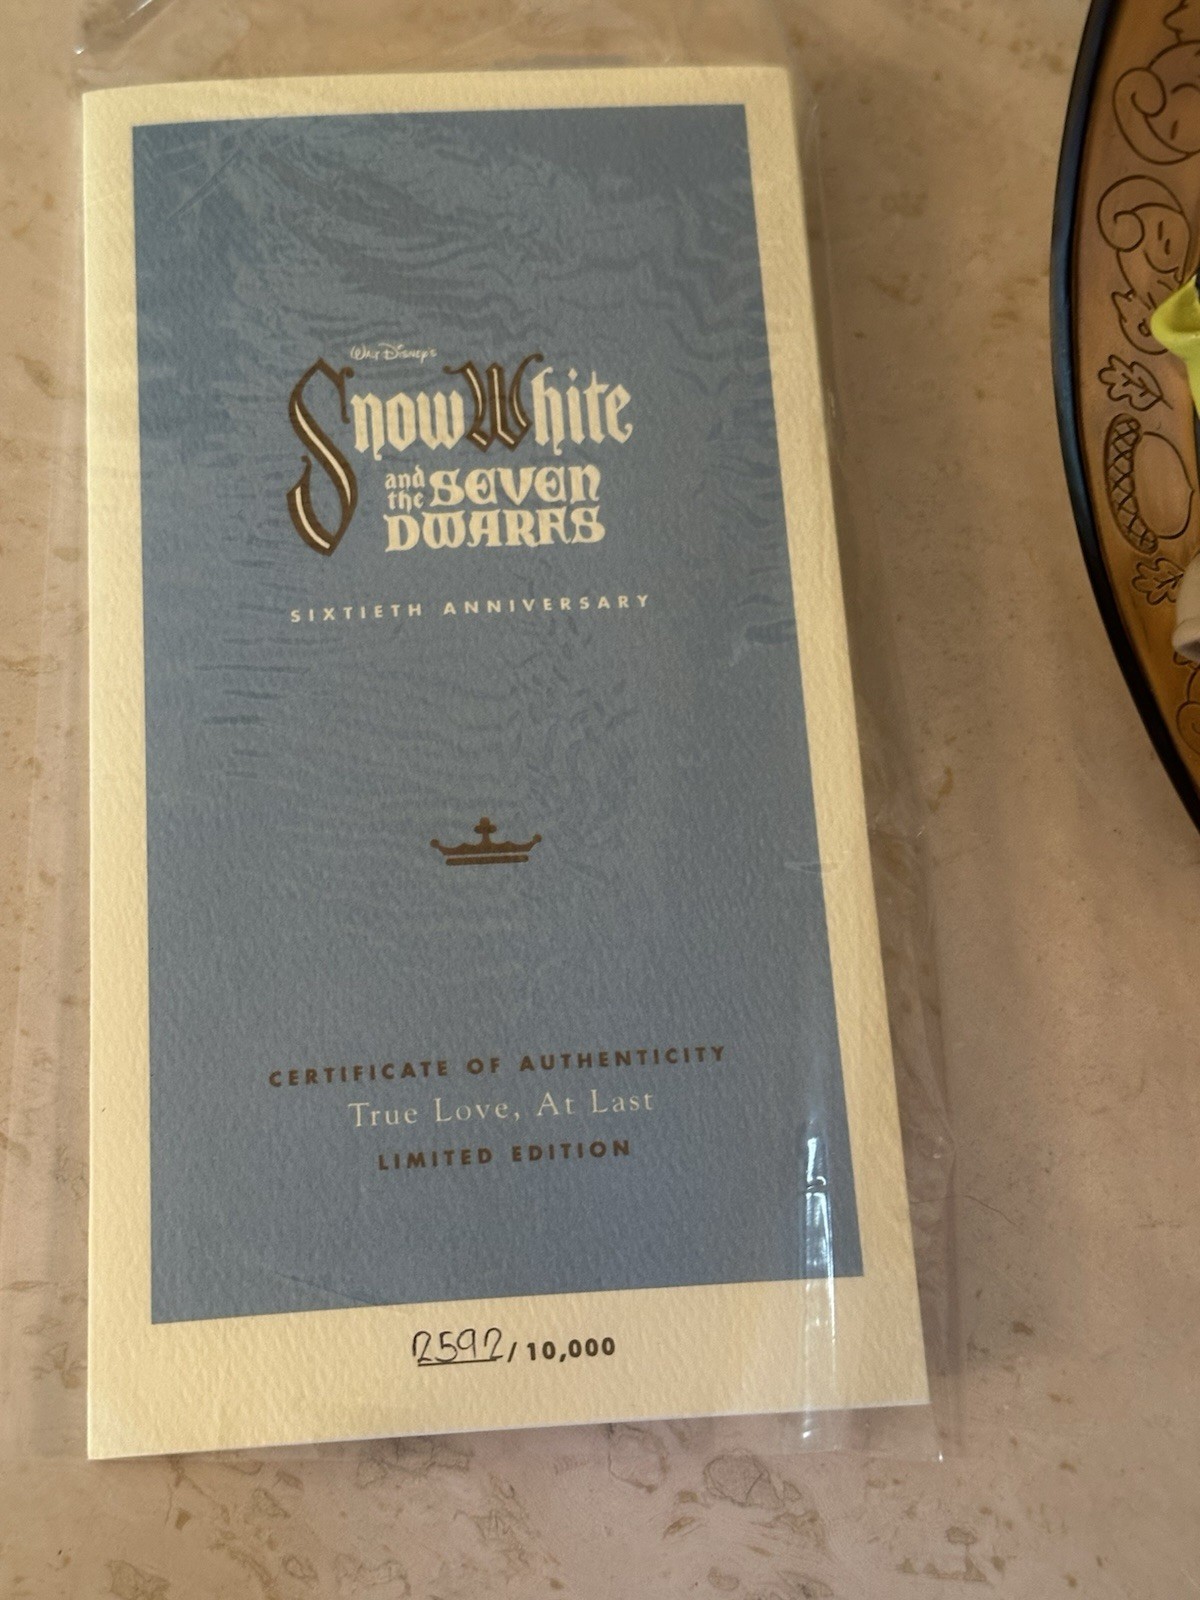 Walt Disney's
Snow White
and the SEVEN
DWARFS
SIXTIETH ANNIVERSARY
CERTIFICATE OF AUTHENTICITY
True Love, At Last
LIMITED EDITION
2592/10,000